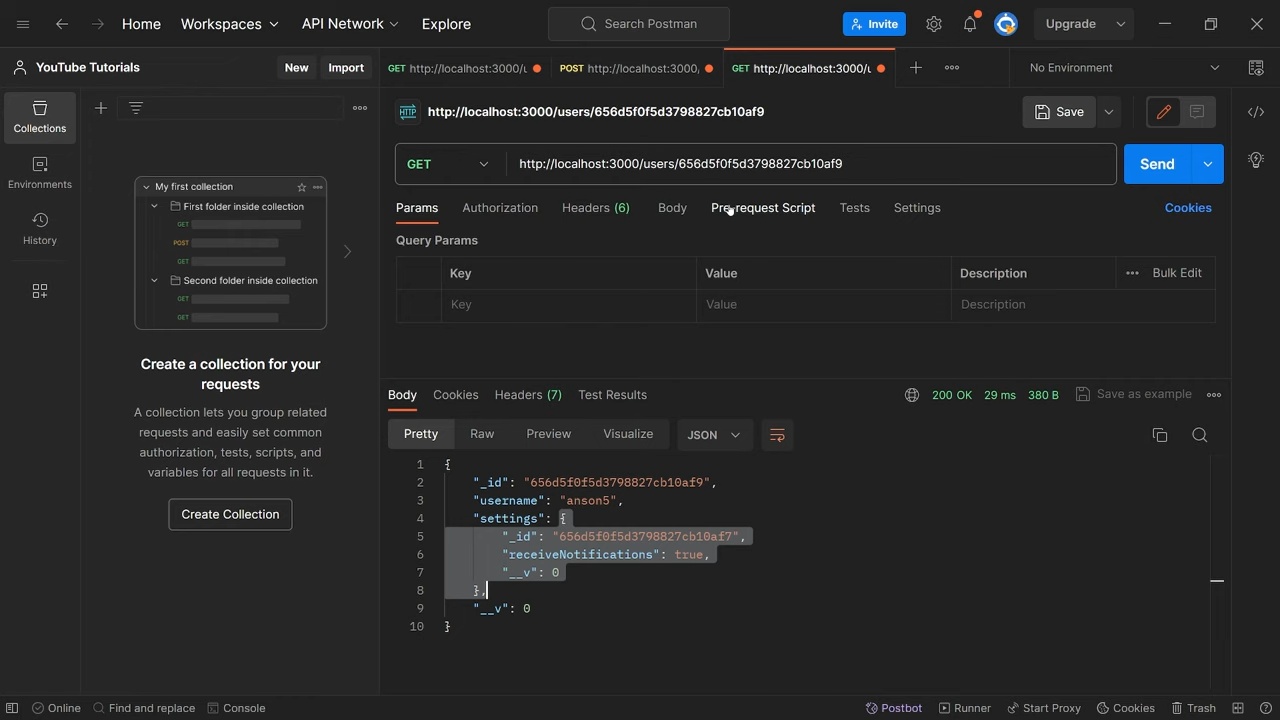 Home Workspaces API Network Explore Search Postman Invite Upgrade
YouTube Tutorials New Import
GET http://localhost:3000/u POST http://localhost:3000, GET http://localhost:3000/u No Environment
Collections
Environments
History
My first collection
First folder inside collection
GET
POST
GET
Second folder inside collection
GET
GET
Create a collection for your
requests
A collection lets you group related
requests and easily set common
authorization, tests, scripts, and
variables for all requests in it.
Create Collection
HTTP http://localhost:3000/users/656d5f0f5d3798827cb10af9 Save
GET http://localhost:3000/users/656d5f0f5d3798827cb10af9 Send
Params Authorization Headers (6) Body Pre-request Script Tests Settings Cookies
Query Params
Key Value Description Bulk Edit
Key Value Description
Body Cookies Headers (7) Test Results 200 OK 29 ms 380 B Save as example
Pretty Raw Preview Visualize JSON
1 {
2 "_id": "656d5f0f5d3798827cb10af9",
3 "username": "anson5",
4 "settings": {
5 "_id": "656d5f0f5d3798827cb10af7",
6 "receiveNotifications": true,
7 "__v": 0
8 },
9 "__v": 0
10 }
Online Find and replace Console Postbot Runner Start Proxy Cookies Trash